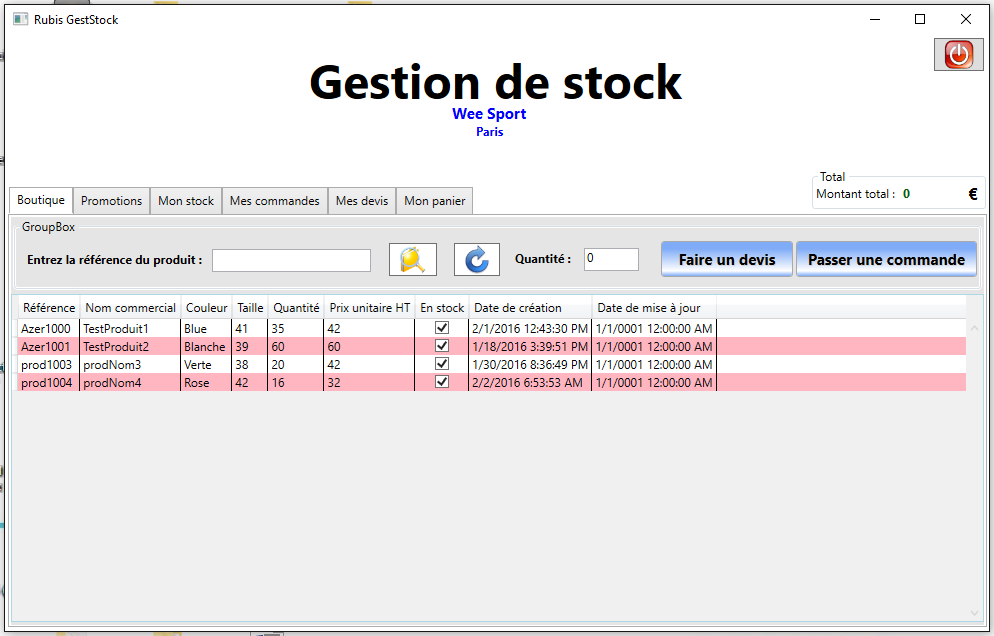 Rubis GestStock
Gestion de stock
Wee Sport
Paris
Total
Montant total : 0 €
Boutique Promotions Mon stock Mes commandes Mes devis Mon panier
GroupBox
Entrez la référence du produit : Quantité : 0 Faire un devis Passer une commande
Référence Nom commercial Couleur Taille Quantité Prix unitaire HT En stock Date de création Date de mise à jour
Azer1000 TestProduit1 Blue 41 35 42 2/1/2016 12:43:30 PM 1/1/0001 12:00:00 AM
Azer1001 TestProduit2 Blanche 39 60 60 1/18/2016 3:39:51 PM 1/1/0001 12:00:00 AM
prod1003 prodNom3 Verte 38 20 42 1/30/2016 8:36:49 PM 1/1/0001 12:00:00 AM
prod1004 prodNom4 Rose 42 16 32 2/2/2016 6:53:53 AM 1/1/0001 12:00:00 AM